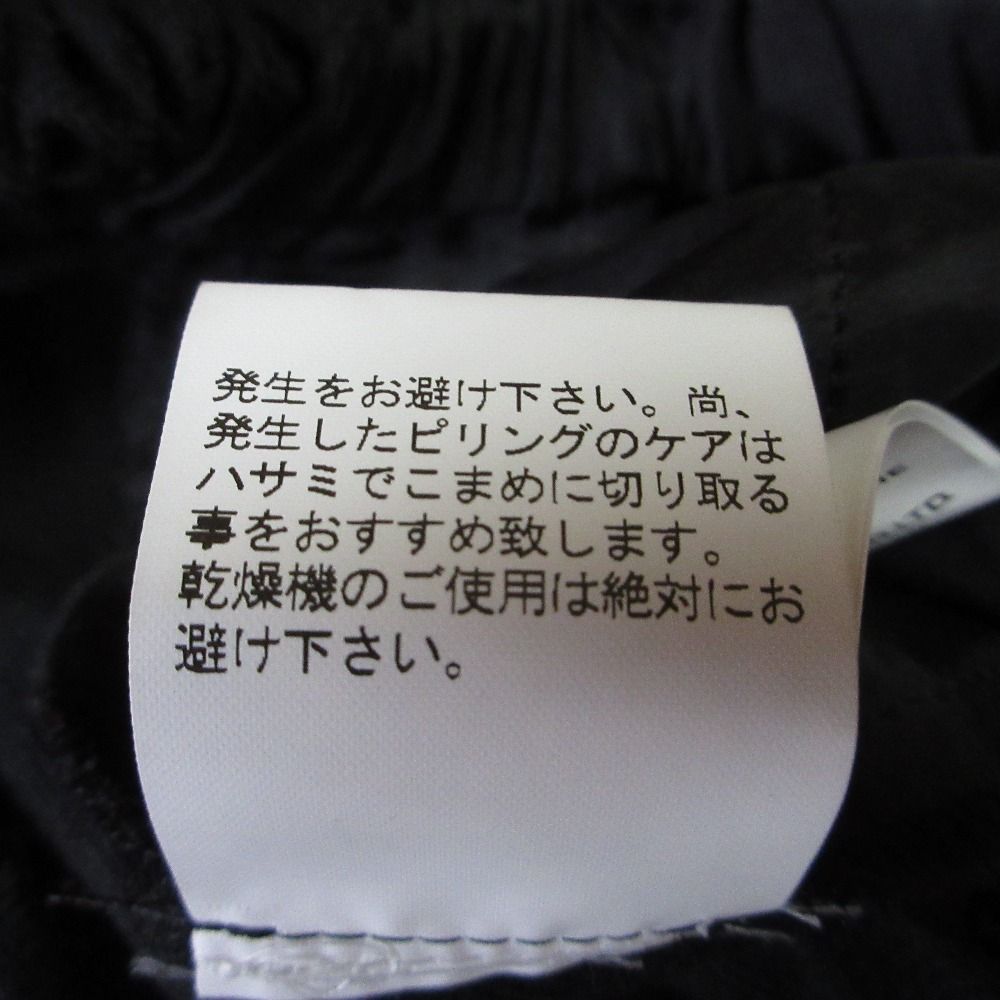 発生をお避け下さい。尚、
発生したピリングのケアは
ハサミでこまめに切り取る
事をおすすめ致します。
乾燥機のご使用は絶対にお
避け下さい。
LTD